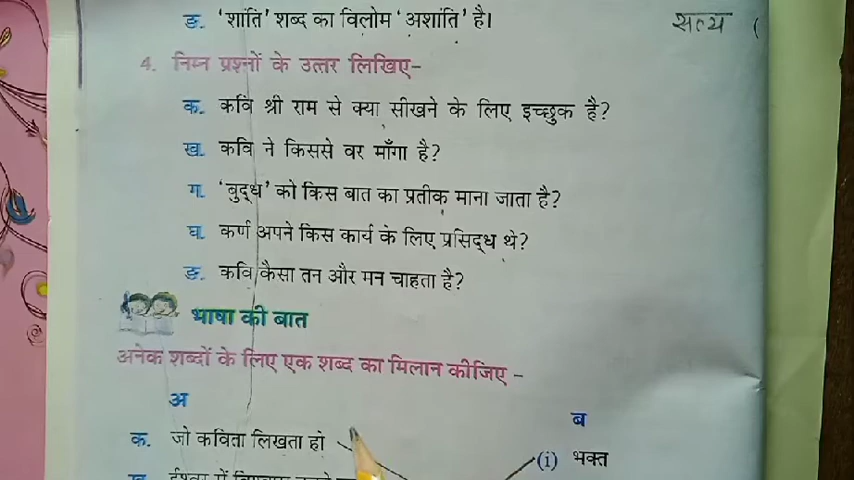 ङ. 'शांति' शब्द का विलोम 'अशांति' है। सत्य (
4. निम्न प्रश्नों के उत्तर लिखिए-
क. कवि श्री राम से क्या सीखने के लिए इच्छुक है?
ख. कवि ने किससे वर माँगा है?
ग. 'बुद्ध' को किस बात का प्रतीक माना जाता है?
घ. कर्ण अपने किस कार्य के लिए प्रसिद्ध थे?
ङ. कवि कैसा तन और मन चाहता है?
भाषा की बात
अनेक शब्दों के लिए एक शब्द का मिलान कीजिए -
अ
ब
क. जो कविता लिखता हो
(i) भक्त